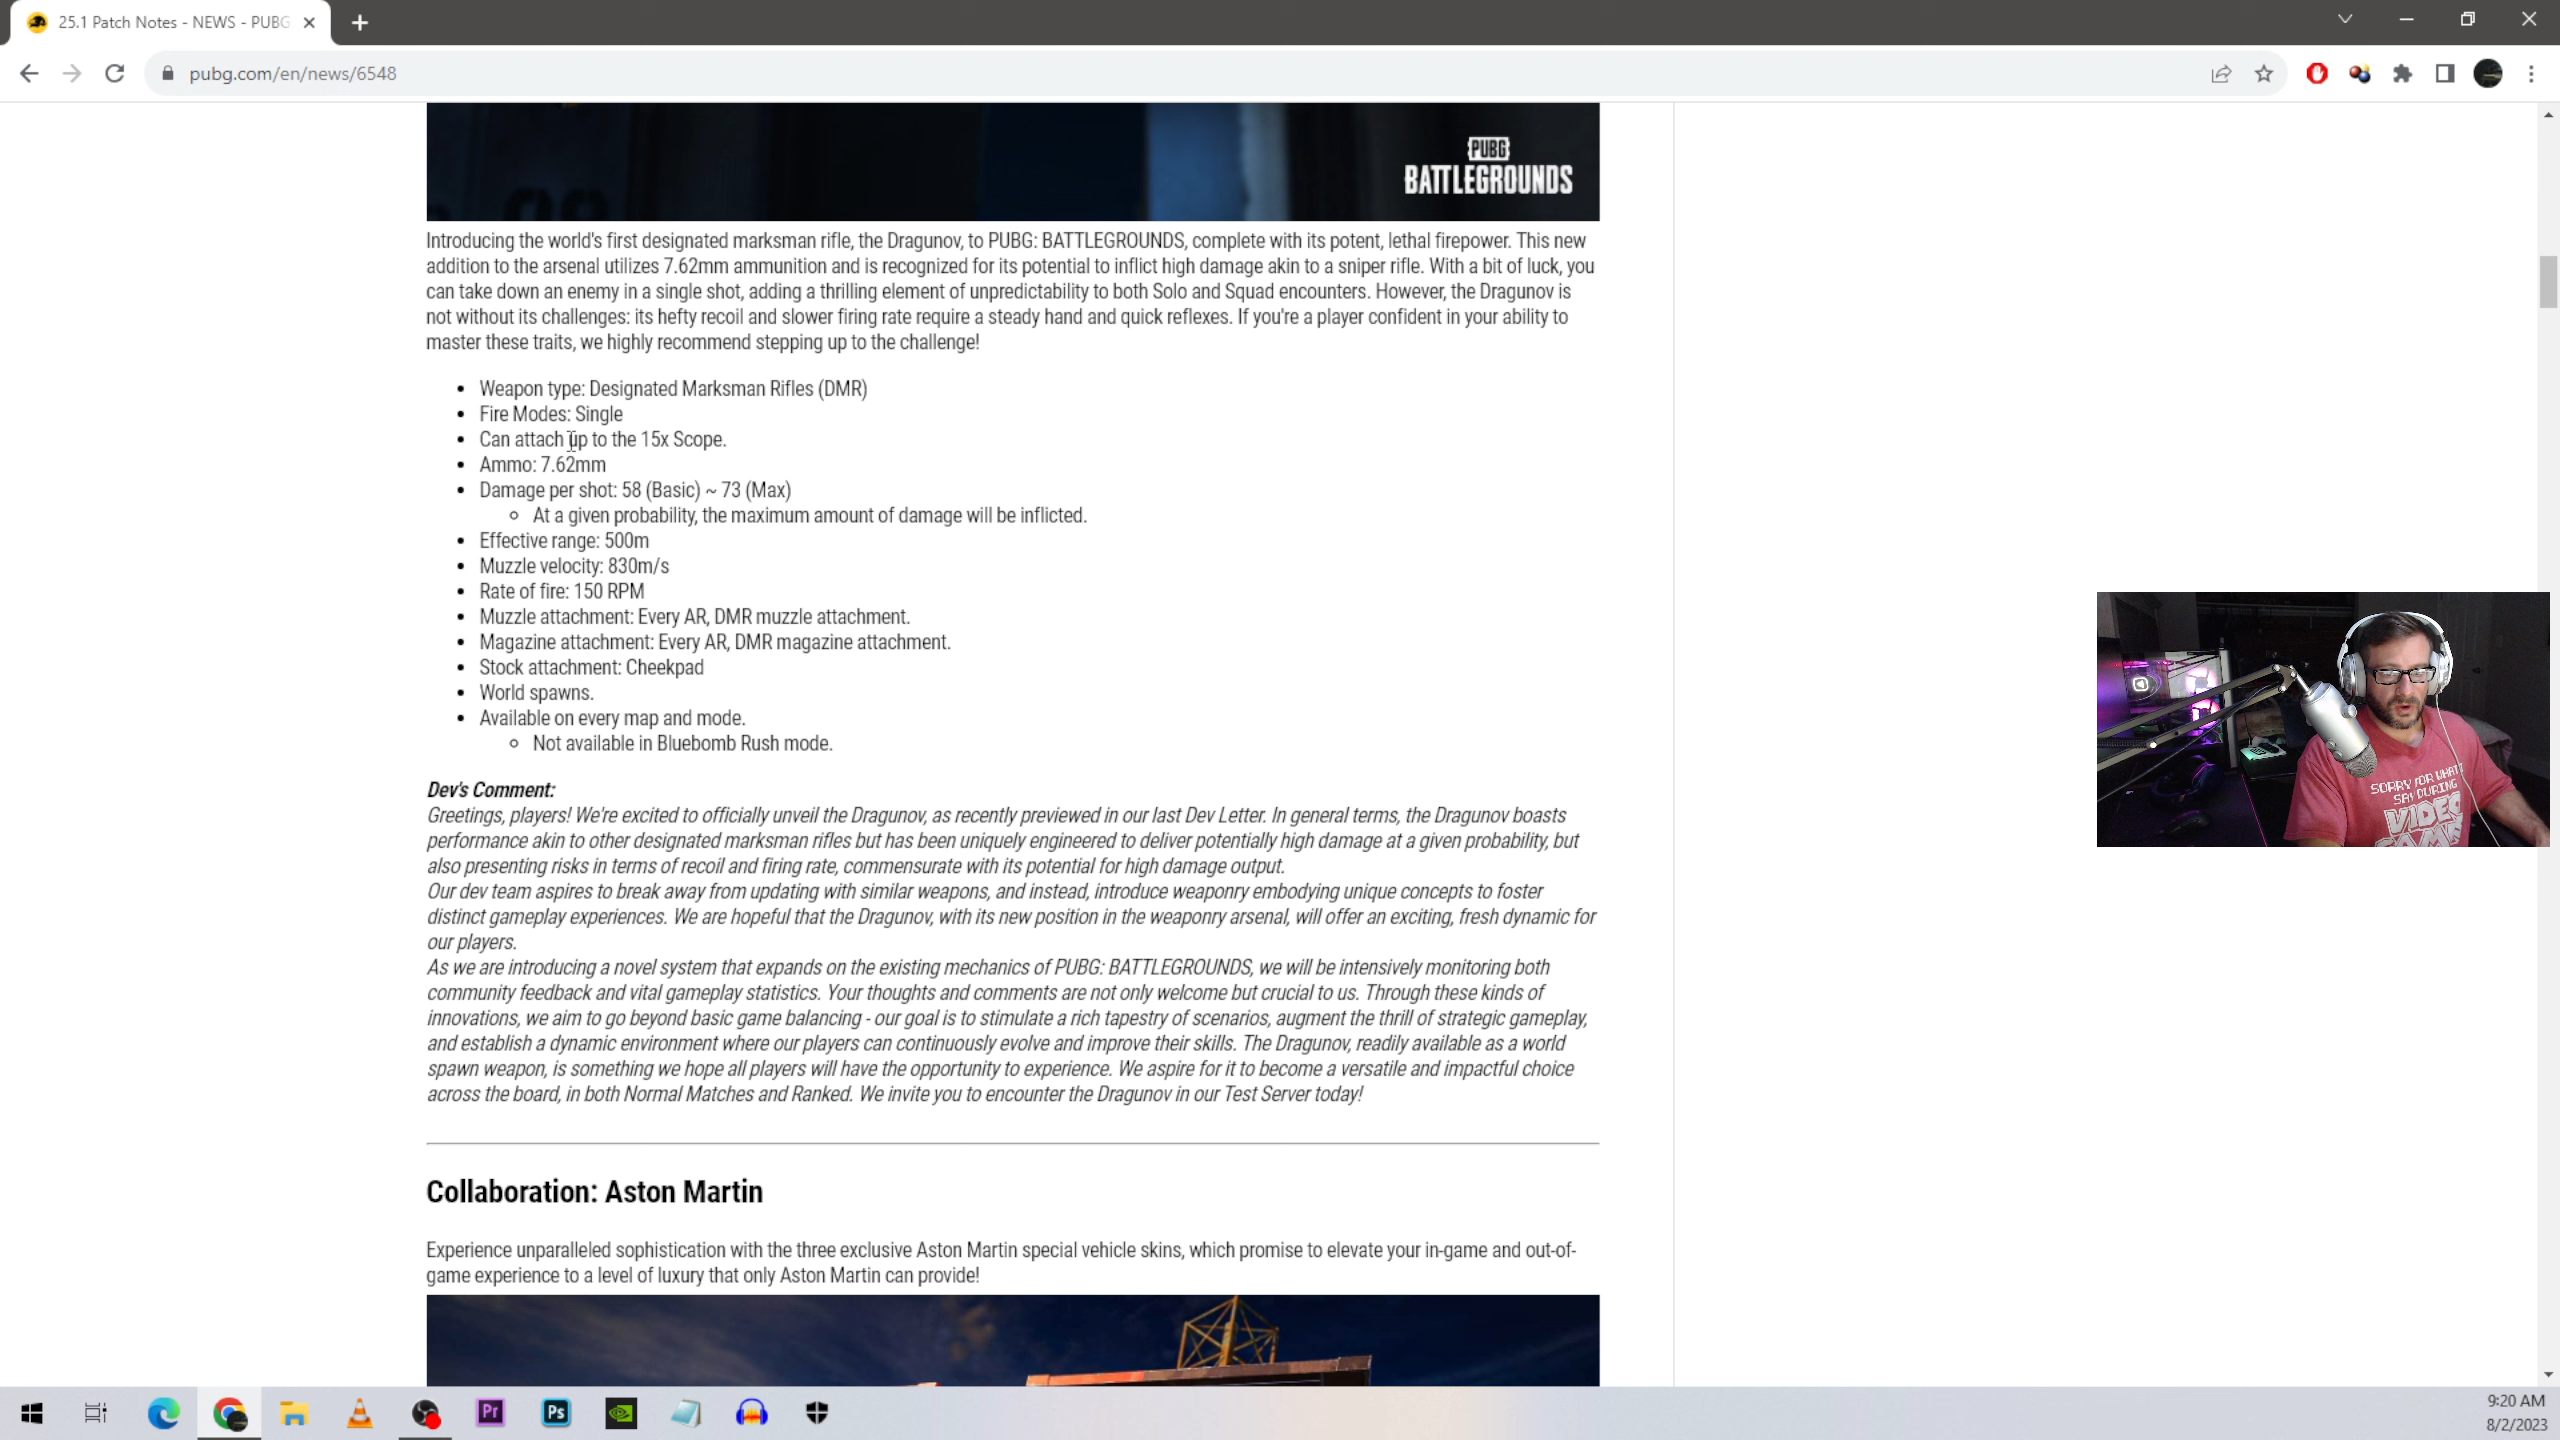 25.1 Patch Notes - NEWS - PUBG
pubg.com/en/news/6548
PUBG
BATTLEGROUNDS
Introducing the world's first designated marksman rifle, the Dragunov, to PUBG: BATTLEGROUNDS, complete with its potent, lethal firepower. This new
addition to the arsenal utilizes 7.62mm ammunition and is recognized for its potential to inflict high damage akin to a sniper rifle. With a bit of luck, you
can take down an enemy in a single shot, adding a thrilling element of unpredictability to both Solo and Squad encounters. However, the Dragunov is
not without its challenges: its hefty recoil and slower firing rate require a steady hand and quick reflexes. If you're a player confident in your ability to
master these traits, we highly recommend stepping up to the challenge!
• Weapon type: Designated Marksman Rifles (DMR)
• Fire Modes: Single
• Can attach up to the 15x Scope.
• Ammo: 7.62mm
• Damage per shot: 58 (Basic) ~ 73 (Max)
○ At a given probability, the maximum amount of damage will be inflicted.
• Effective range: 500m
• Muzzle velocity: 830m/s
• Rate of fire: 150 RPM
• Muzzle attachment: Every AR, DMR muzzle attachment.
• Magazine attachment: Every AR, DMR magazine attachment.
• Stock attachment: Cheekpad
• World spawns.
• Available on every map and mode.
○ Not available in Bluebomb Rush mode.
Dev's Comment:
Greetings, players! We're excited to officially unveil the Dragunov, as recently previewed in our last Dev Letter. In general terms, the Dragunov boasts
performance akin to other designated marksman rifles but has been uniquely engineered to deliver potentially high damage at a given probability, but
also presenting risks in terms of recoil and firing rate, commensurate with its potential for high damage output.
Our dev team aspires to break away from updating with similar weapons, and instead, introduce weaponry embodying unique concepts to foster
distinct gameplay experiences. We are hopeful that the Dragunov, with its new position in the weaponry arsenal, will offer an exciting, fresh dynamic for
our players.
As we are introducing a novel system that expands on the existing mechanics of PUBG: BATTLEGROUNDS, we will be intensively monitoring both
community feedback and vital gameplay statistics. Your thoughts and comments are not only welcome but crucial to us. Through these kinds of
innovations, we aim to go beyond basic game balancing - our goal is to stimulate a rich tapestry of scenarios, augment the thrill of strategic gameplay,
and establish a dynamic environment where our players can continuously evolve and improve their skills. The Dragunov, readily available as a world
spawn weapon, is something we hope all players will have the opportunity to experience. We aspire for it to become a versatile and impactful choice
across the board, in both Normal Matches and Ranked. We invite you to encounter the Dragunov in our Test Server today!
Collaboration: Aston Martin
Experience unparalleled sophistication with the three exclusive Aston Martin special vehicle skins, which promise to elevate your in-game and out-of-
game experience to a level of luxury that only Aston Martin can provide!
SORRY FOR WHAT
SAY DURING
VIDEO
Pr
Ps
9:20 AM
8/2/2023